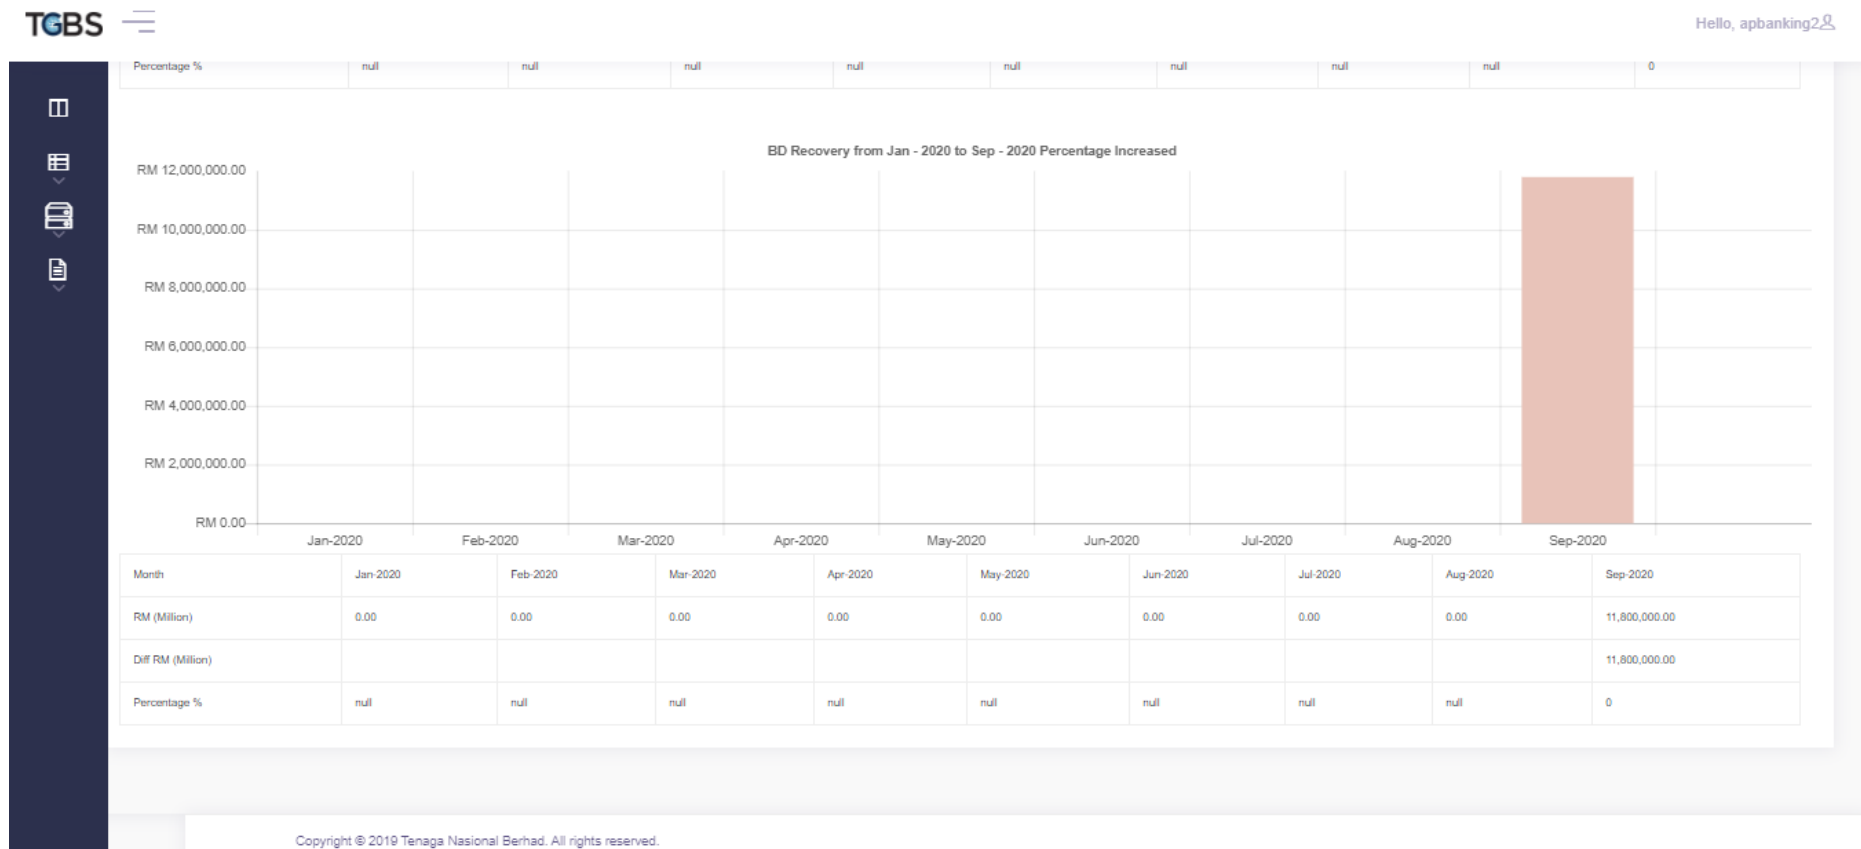 TGBS
Hello, apbanking2
Percentage % null null null null null null null null 0
BD Recovery from Jan - 2020 to Sep - 2020 Percentage Increased
RM 12,000,000.00
RM 10,000,000.00
RM 8,000,000.00
RM 6,000,000.00
RM 4,000,000.00
RM 2,000,000.00
RM 0.00
Jan-2020 Feb-2020 Mar-2020 Apr-2020 May-2020 Jun-2020 Jul-2020 Aug-2020 Sep-2020
Month Jan-2020 Feb-2020 Mar-2020 Apr-2020 May-2020 Jun-2020 Jul-2020 Aug-2020 Sep-2020
RM (Million) 0.00 0.00 0.00 0.00 0.00 0.00 0.00 0.00 11,800,000.00
Diff RM (Million) 11,800,000.00
Percentage % null null null null null null null null 0
Copyright © 2019 Tenaga Nasional Berhad. All rights reserved.